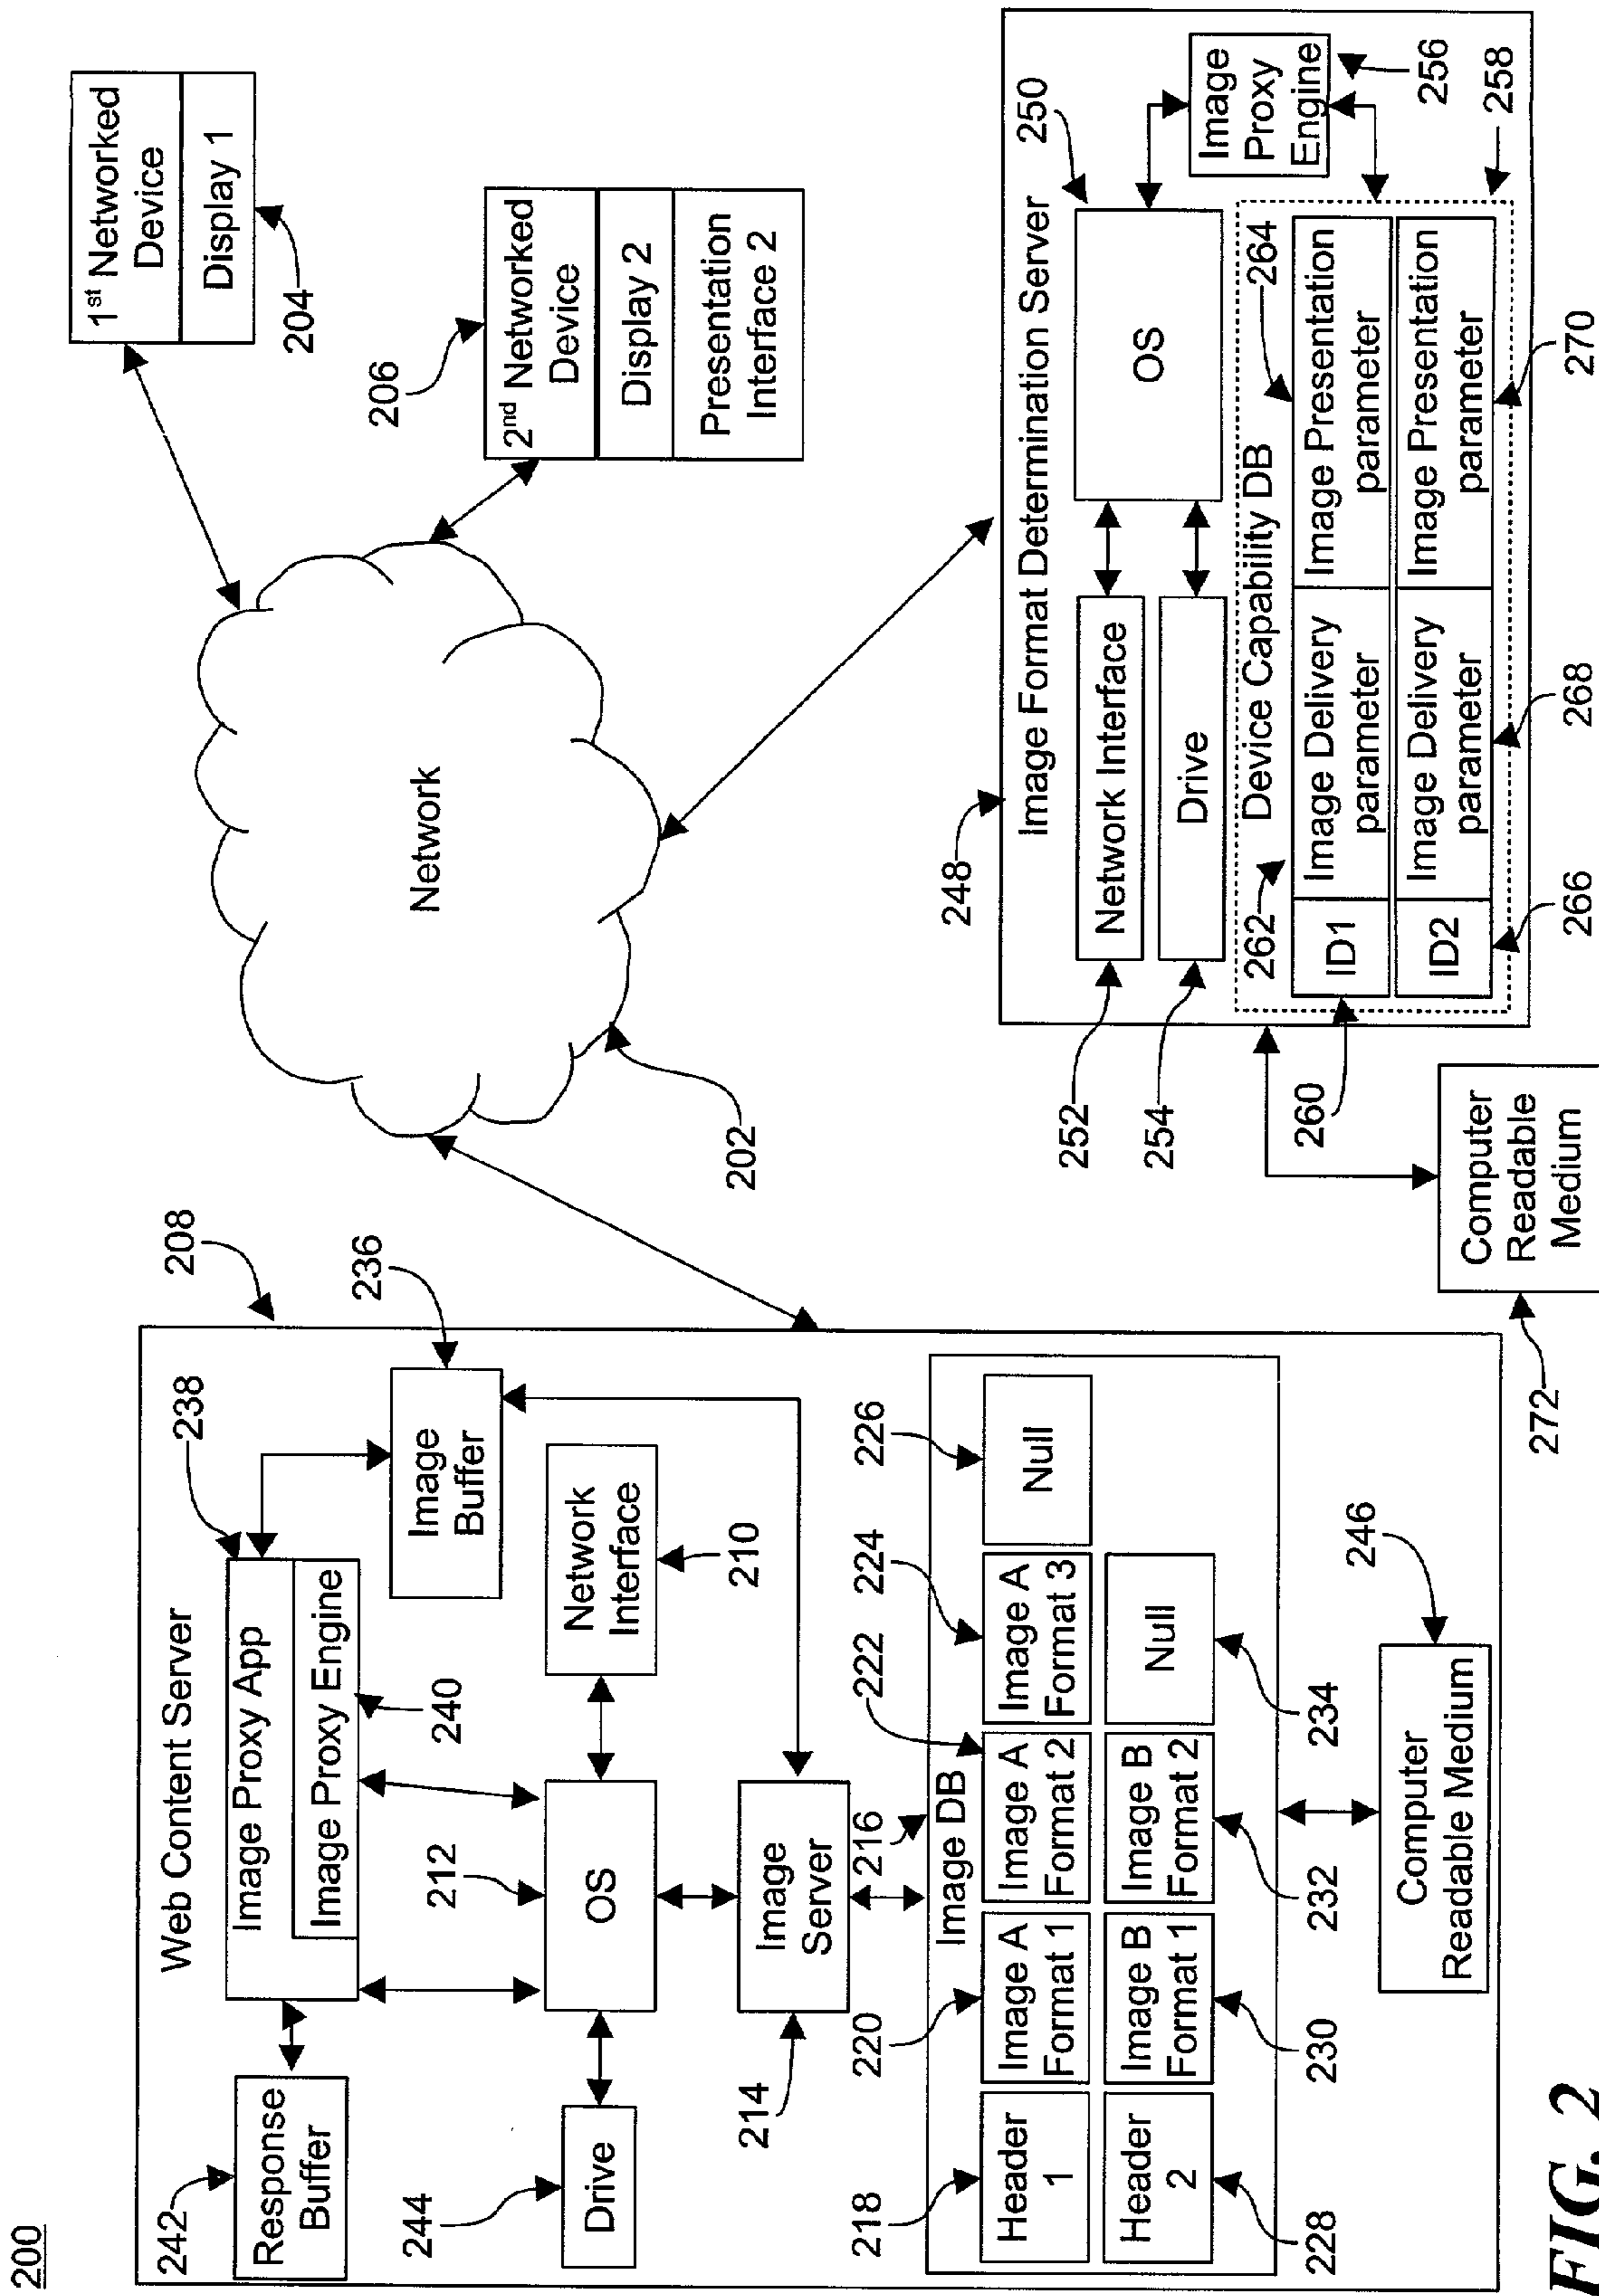 200
Web Content Server
208
242
Response
Buffer
Image Proxy App
Image Proxy Engine
238
240
236
Image
Buffer
244
Drive
212
OS
Network
Interface
210
214
Image
Server
216
Image DB
218
220
222
224
226
Header
1
Image A
Format 1
Image A
Format 2
Image A
Format 3
Null
Header
2
Image B
Format 1
Image B
Format 2
Null
228
230
232
234
Computer
Readable Medium
246
Network
202
1st Networked
Device
Display 1
204
206
2nd Networked
Device
Display 2
Presentation
Interface 2
248
Image Format Determination Server
250
252
Network Interface
OS
254
Drive
Image
Proxy
Engine
256
262
Device Capability DB
264
258
ID1
Image Delivery
parameter
Image Presentation
parameter
ID2
Image Delivery
parameter
Image Presentation
parameter
260
266
268
270
Computer
Readable
Medium
272
FIG. 2